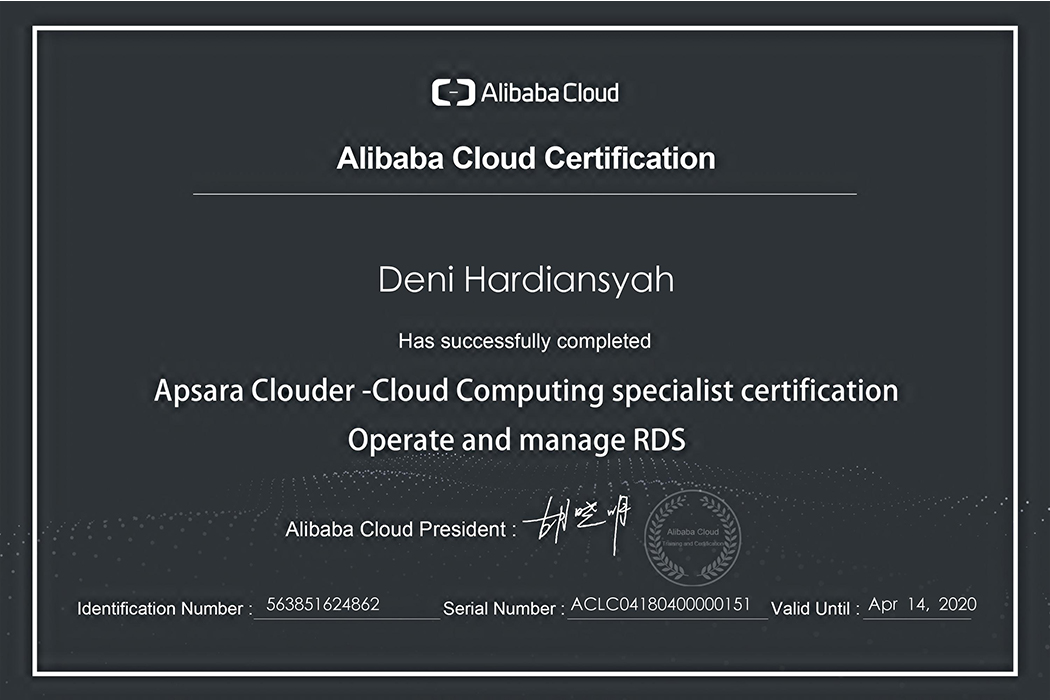 Alibaba Cloud
Alibaba Cloud Certification
Deni Hardiansyah
Has successfully completed
Apsara Clouder -Cloud Computing specialist certification
Operate and manage RDS
Alibaba Cloud President : 胡晓明
Alibaba Cloud
Training and Certification
Identification Number : 563851624862 Serial Number : ACLC04180400000151 Valid Until : Apr 14, 2020